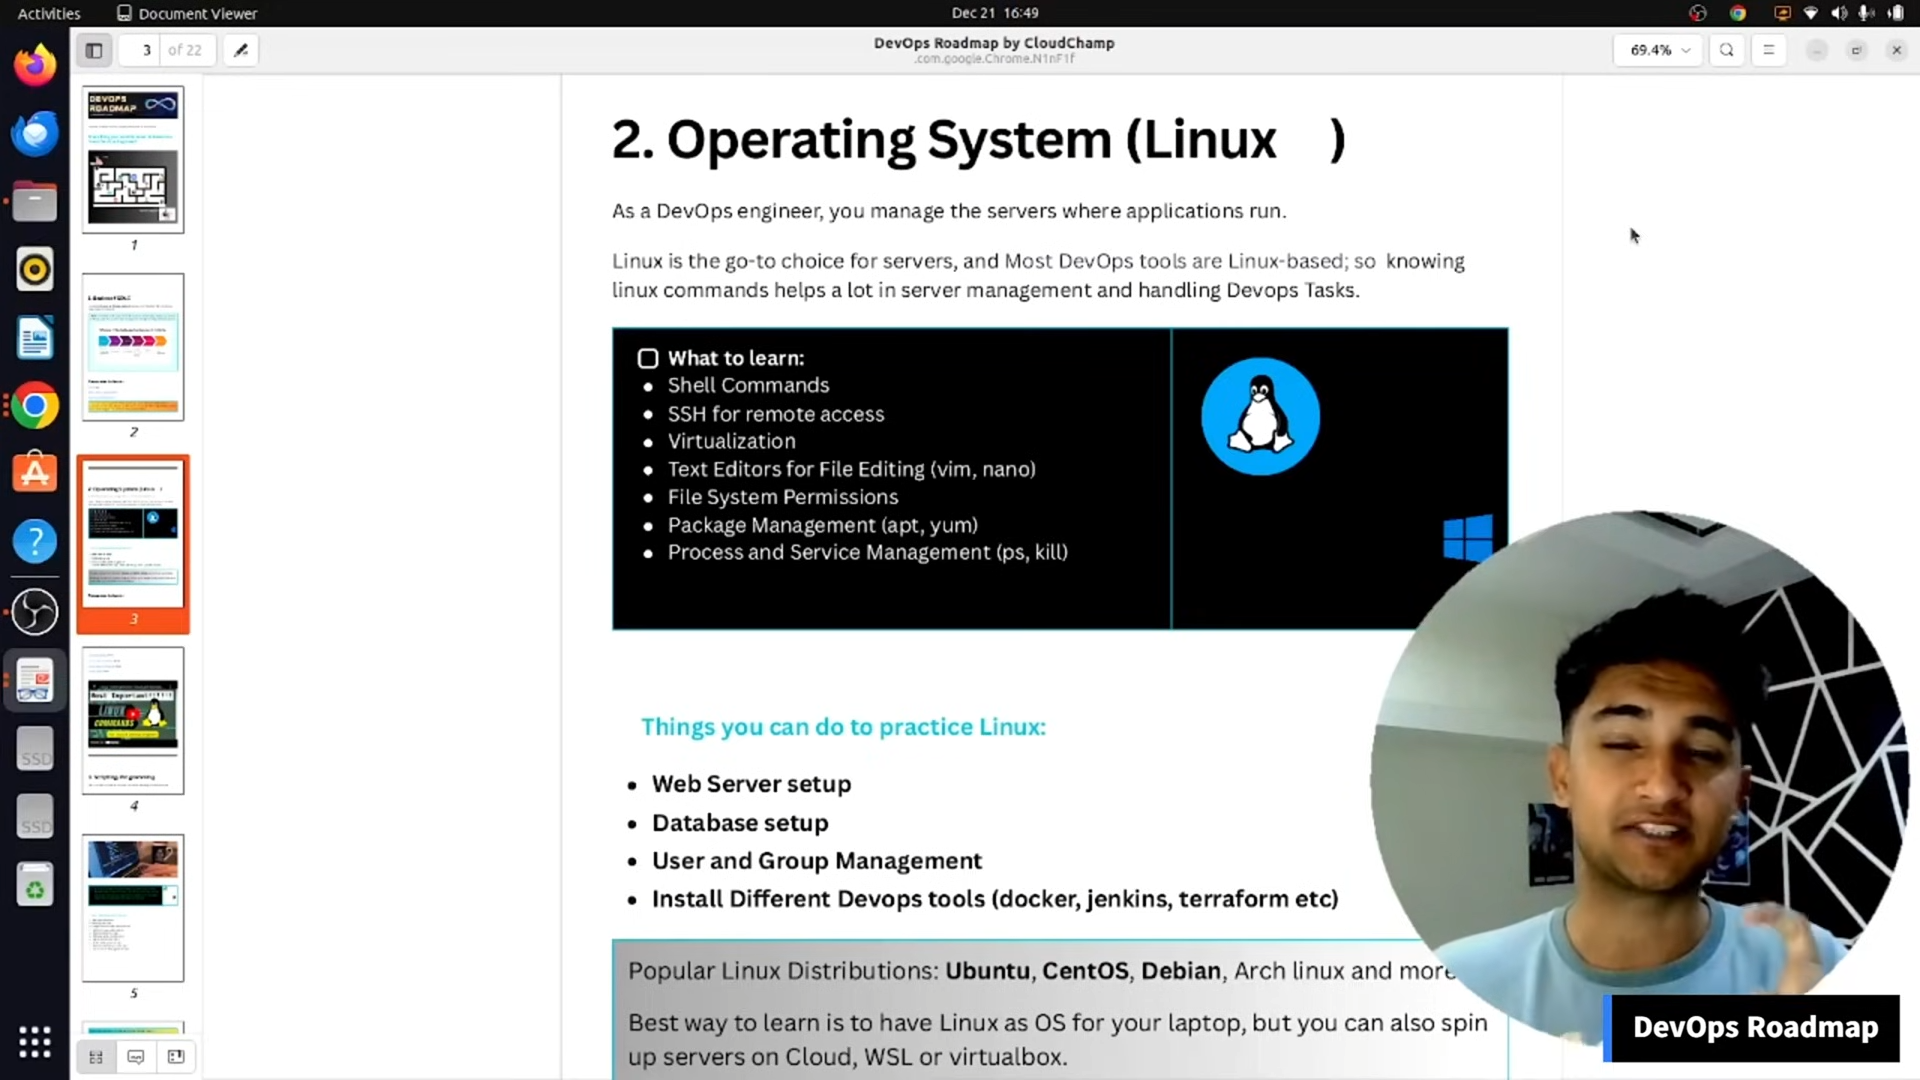 Activities
Document Viewer
Dec 21 16:49
3 of 22
DevOps Roadmap by CloudChamp
.com.google.Chrome.N1nF1f
69.4%
DEVOPS
ROADMAP
1
2
3
4
5
SSD
SSD
2. Operating System (Linux )
As a DevOps engineer, you manage the servers where applications run.
Linux is the go-to choice for servers, and Most DevOps tools are Linux-based; so knowing
linux commands helps a lot in server management and handling Devops Tasks.
What to learn:
Shell Commands
SSH for remote access
Virtualization
Text Editors for File Editing (vim, nano)
File System Permissions
Package Management (apt, yum)
Process and Service Management (ps, kill)
Things you can do to practice Linux:
Web Server setup
Database setup
User and Group Management
Install Different Devops tools (docker, jenkins, terraform etc)
Popular Linux Distributions: Ubuntu, CentOS, Debian, Arch linux and more
Best way to learn is to have Linux as OS for your laptop, but you can also spin
up servers on Cloud, WSL or virtualbox.
DevOps Roadmap